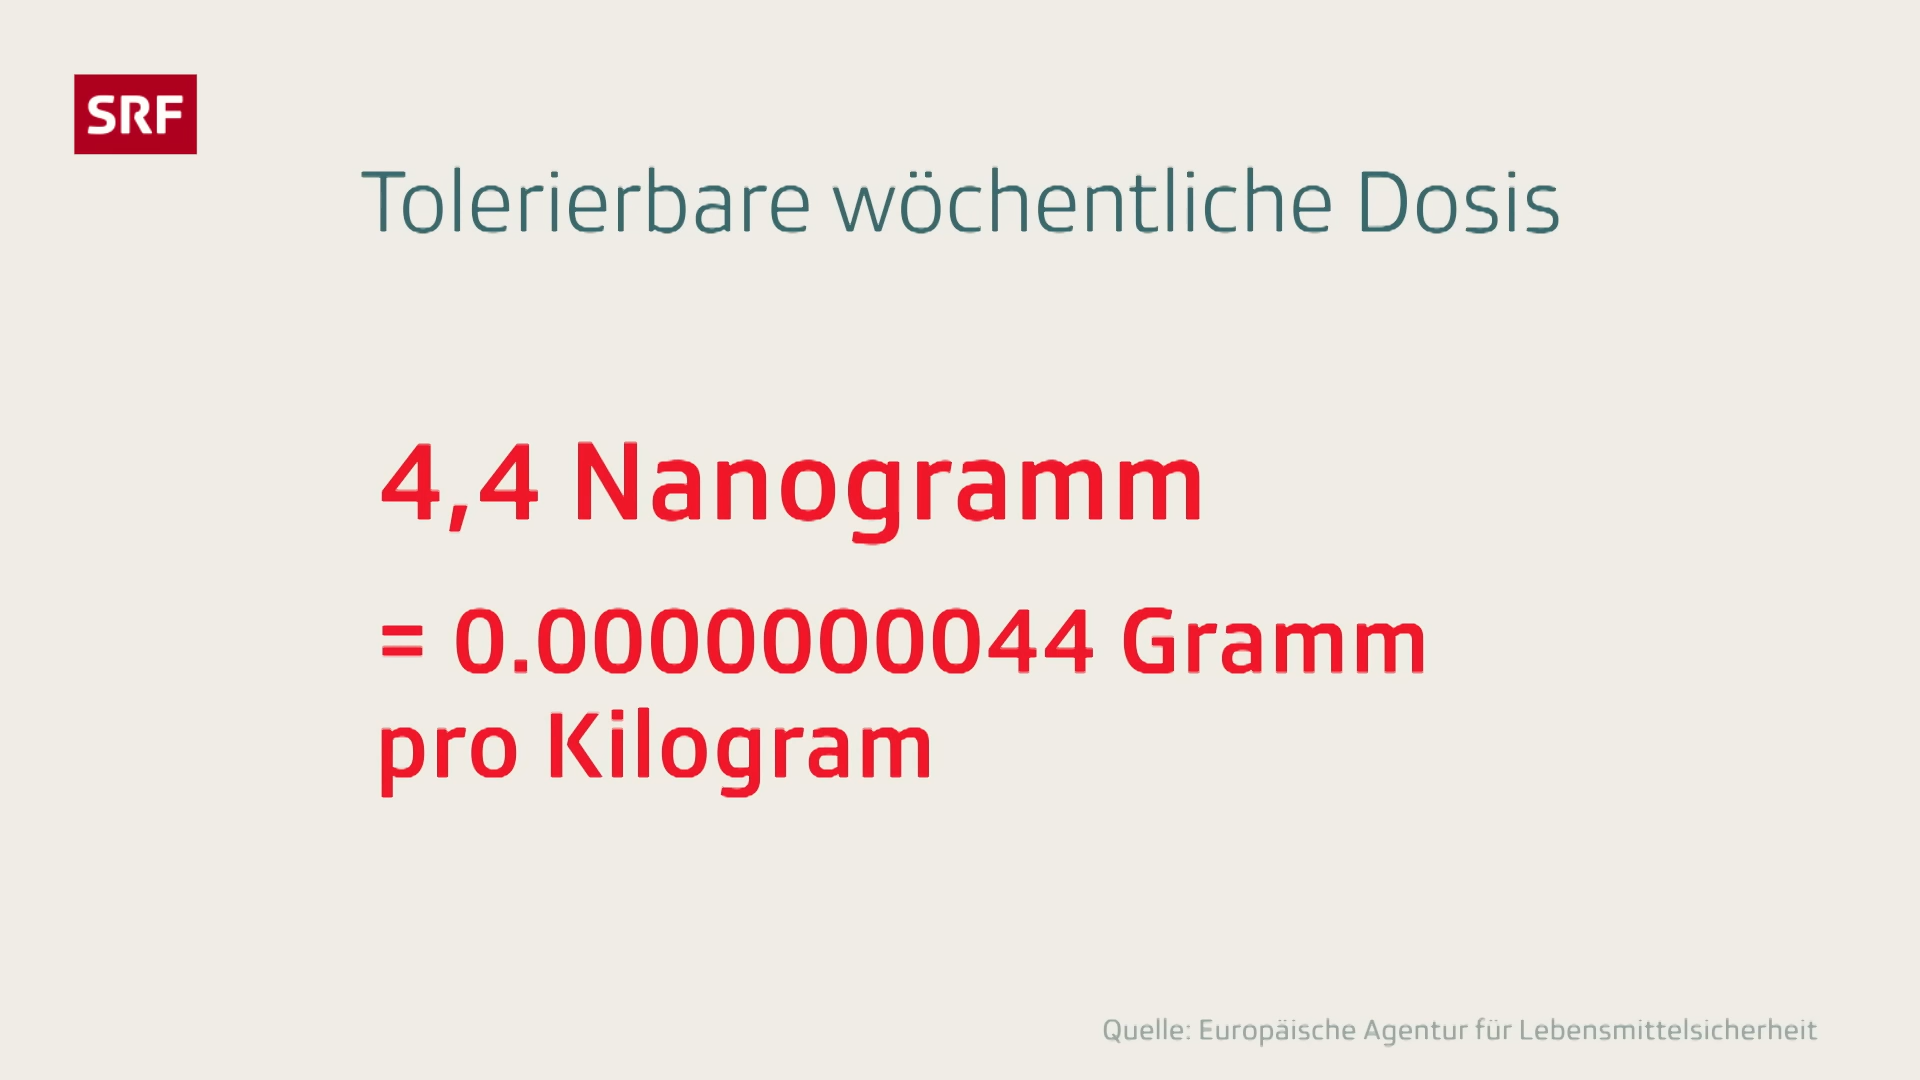 SRF
Tolerierbare wöchentliche Dosis
4,4 Nanogramm
= 0.0000000044 Gramm
pro Kilogram
Quelle: Europäische Agentur für Lebensmittelsicherheit